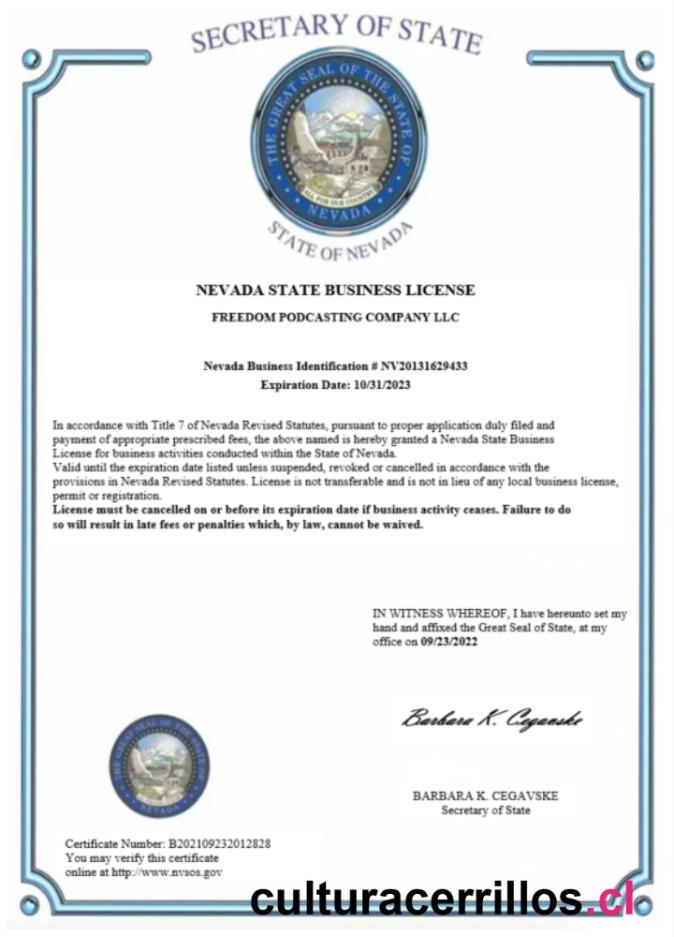 SECRETARY OF STATE
THE GREAT SEAL OF THE STATE OF
ALL FOR OUR COUNTRY
NEVADA
STATE OF NEVADA
NEVADA STATE BUSINESS LICENSE
FREEDOM PODCASTING COMPANY LLC
Nevada Business Identification # NV20131629433
Expiration Date: 10/31/2023
In accordance with Title 7 of Nevada Revised Statutes, pursuant to proper application duly filed and
payment of appropriate prescribed fees, the above named is hereby granted a Nevada State Business
License for business activities conducted within the State of Nevada.
Valid until the expiration date listed unless suspended, revoked or cancelled in accordance with the
provisions in Nevada Revised Statutes. License is not transferable and is not in lieu of any local business license,
permit or registration.
License must be cancelled on or before its expiration date if business activity ceases. Failure to do
so will result in late fees or penalties which, by law, cannot be waived.
IN WITNESS WHEREOF, I have hereunto set my
hand and affixed the Great Seal of State, at my
office on 09/23/2022
Barbara K. Cegavske
BARBARA K. CEGAVSKE
Secretary of State
THE GREAT SEAL OF THE STATE OF
NEVADA
Certificate Number: B202109232012828
You may verify this certificate
online at http://www.nvsos.gov
culturacerrillos.cl